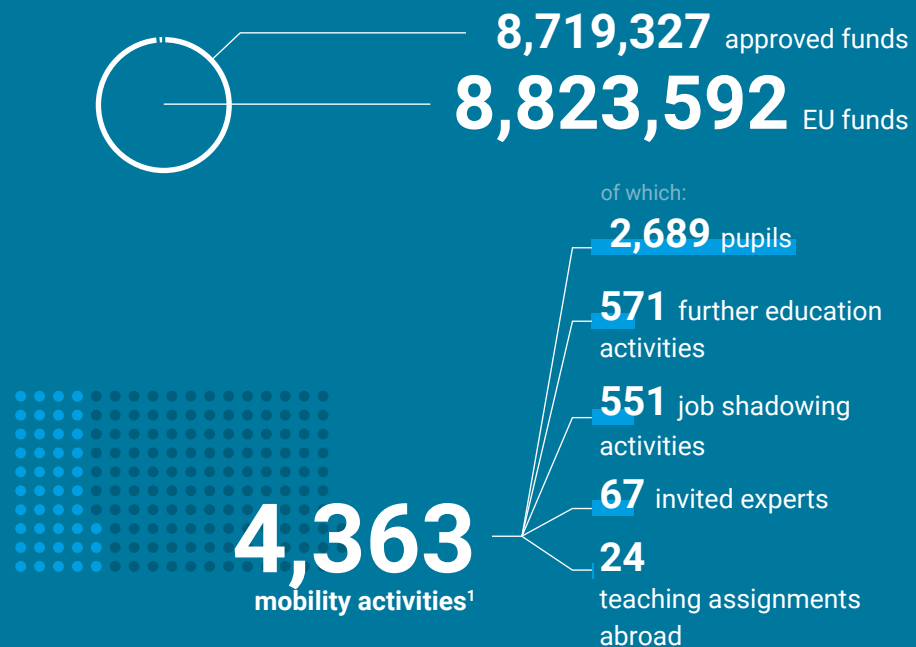 8,719,327 approved funds
8,823,592 EU funds
of which:
2,689 pupils
571 further education
activities
551 job shadowing
activities
67 invited experts
24
teaching assignments
abroad
4,363
mobility activities¹